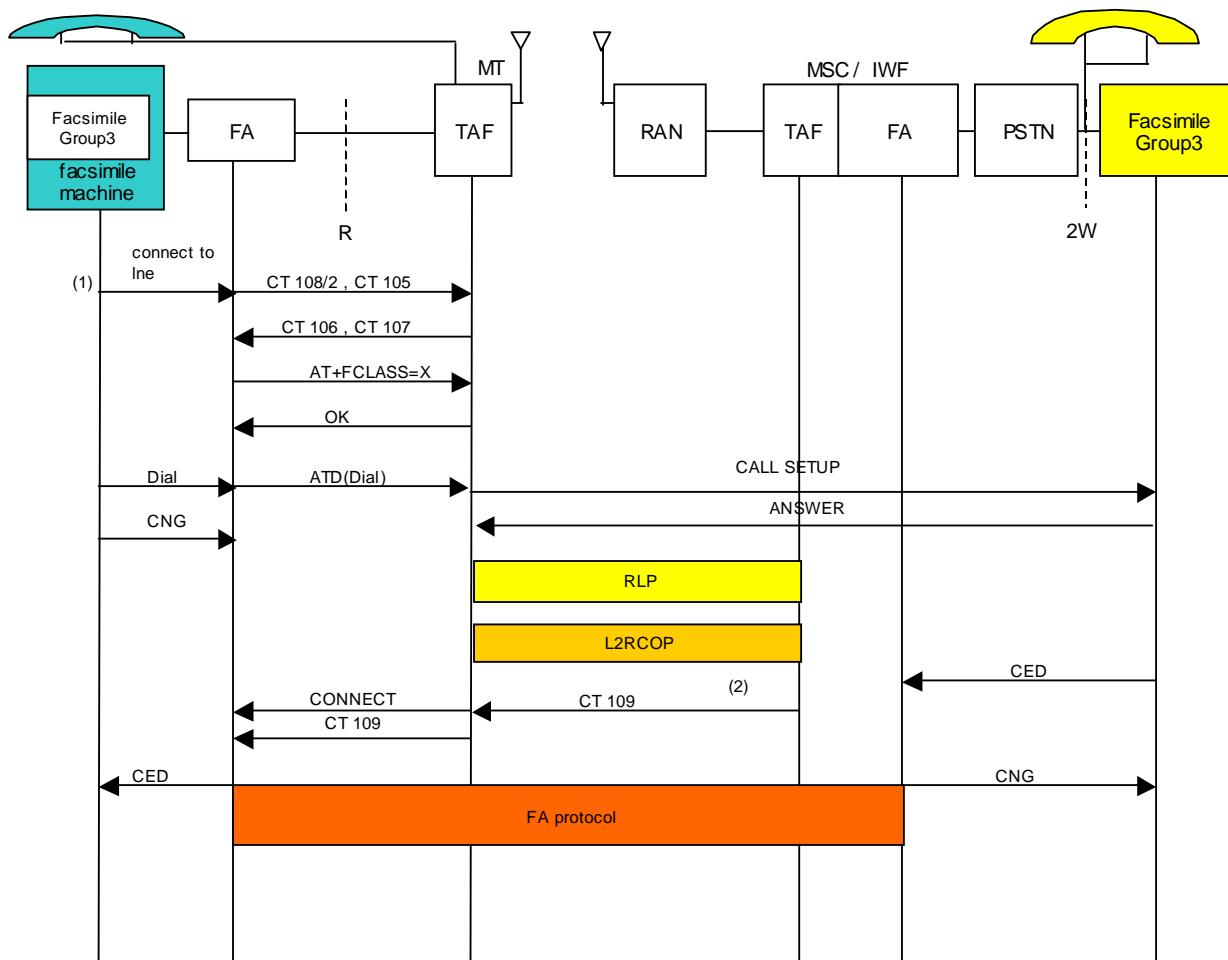 MT
MSC / IWF
Facsimile
Group3
facsimile
machine
FA
TAF
RAN
TAF
FA
PSTN
Facsimile
Group3
R
2W
connect to
lne
(1)
CT 108/2 , CT 105
CT 106 , CT 107
AT+FCLASS=X
OK
Dial
ATD(Dial)
CALL SETUP
CNG
ANSWER
RLP
L2RCOP
CED
(2)
CONNECT
CT 109
CT 109
CED
CNG
FA protocol